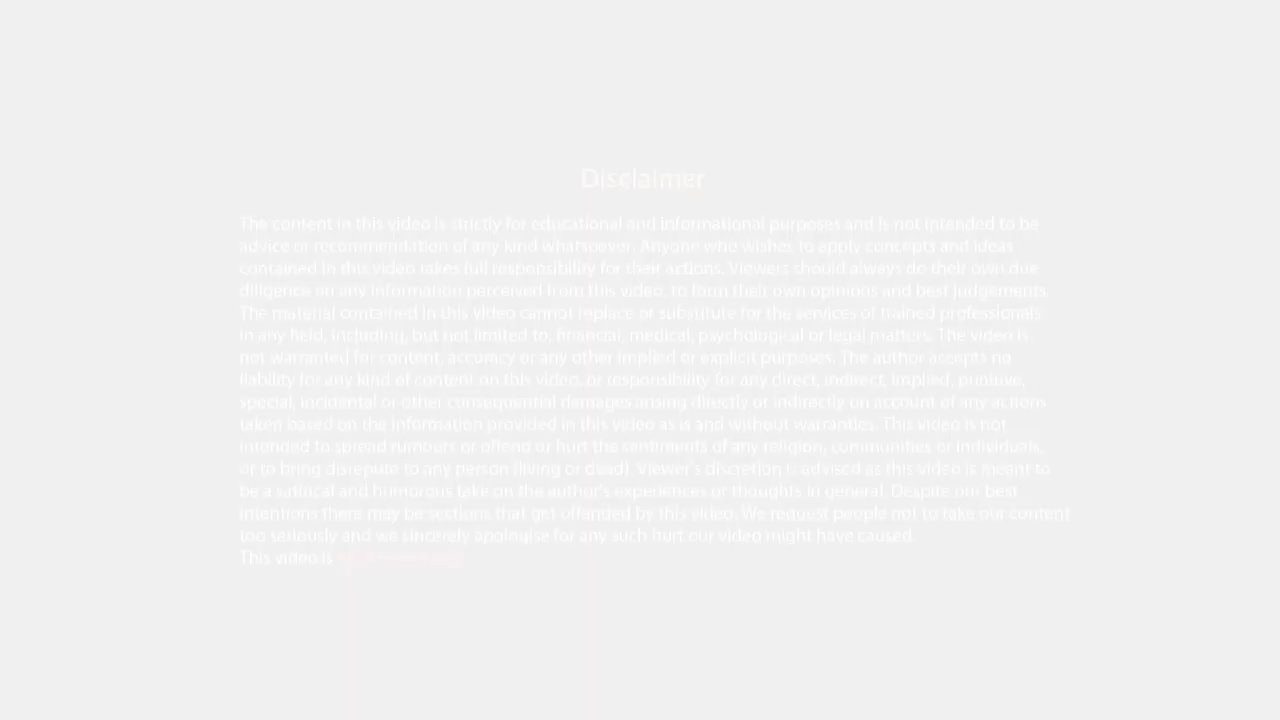 Disclaimer
The content in this video is strictly for educational and informational purposes and is not intended to be
advice or recommendation of any kind whatsoever. Anyone who wishes to apply concepts and ideas
contained in this video takes full responsibility for their actions. Viewers should always do their own due
diligence on any information perceived from this video, to form their own opinions and best judgements.
The material contained in this video cannot replace or substitute for the services of trained professionals
in any field, including, but not limited to, financial, medical, psychological or legal matters. The video is
not warranted for content, accuracy or any other implied or explicit purposes. The author accepts no
liability for any kind of content on this video, or responsibility for any direct, indirect, implied, punitive,
special, incidental or other consequential damages arising directly or indirectly on account of any actions
taken based on the information provided in this video as is and without warranties. This video is not
intended to spread rumours or offend or hurt the sentiments of any religion, communities or individuals,
or to bring disrepute to any person (living or dead). Viewer's discretion is advised as this video is meant to
be a satirical and humorous take on the author's experiences or thoughts in general. Despite our best
intentions there may be sections that get offended by this video. We request people not to take our content
too seriously and we sincerely apologise for any such hurt our video might have caused.
This video is